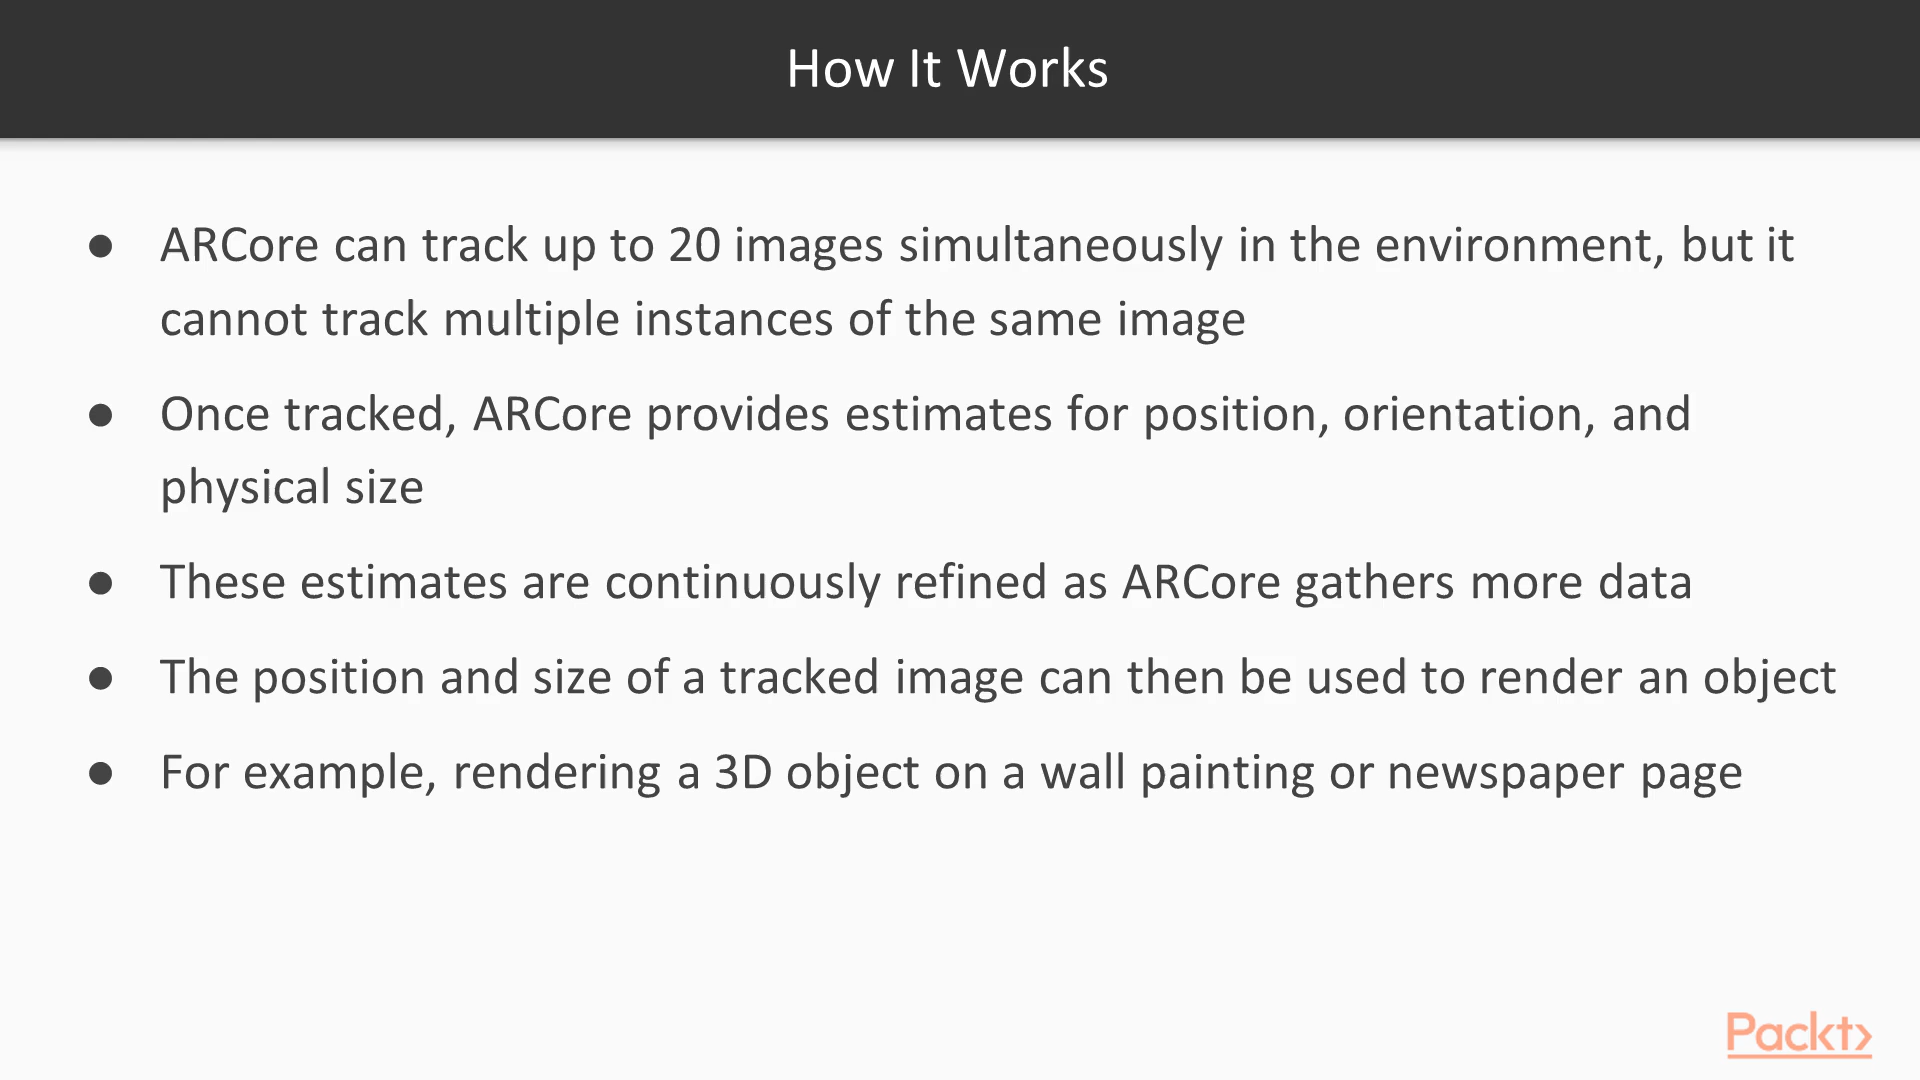 How It Works
● ARCore can track up to 20 images simultaneously in the environment, but it
cannot track multiple instances of the same image
● Once tracked, ARCore provides estimates for position, orientation, and
physical size
● These estimates are continuously refined as ARCore gathers more data
● The position and size of a tracked image can then be used to render an object
● For example, rendering a 3D object on a wall painting or newspaper page
Packt>